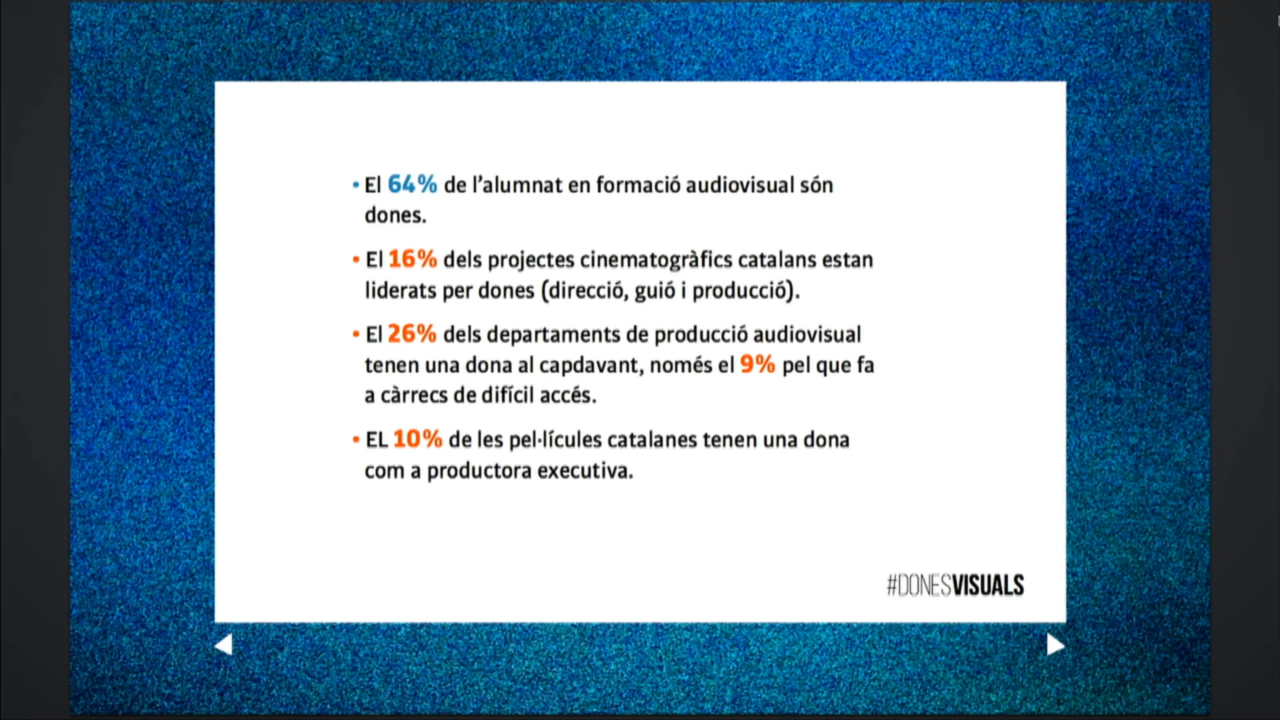 • El 64% de l’alumnat en formació audiovisual són
dones.
• El 16% dels projectes cinematogràfics catalans estan
liderats per dones (direcció, guió i producció).
• El 26% dels departaments de producció audiovisual
tenen una dona al capdavant, només el 9% pel que fa
a càrrecs de difícil accés.
• EL 10% de les pel·lícules catalanes tenen una dona
com a productora executiva.
#DONESVISUALS